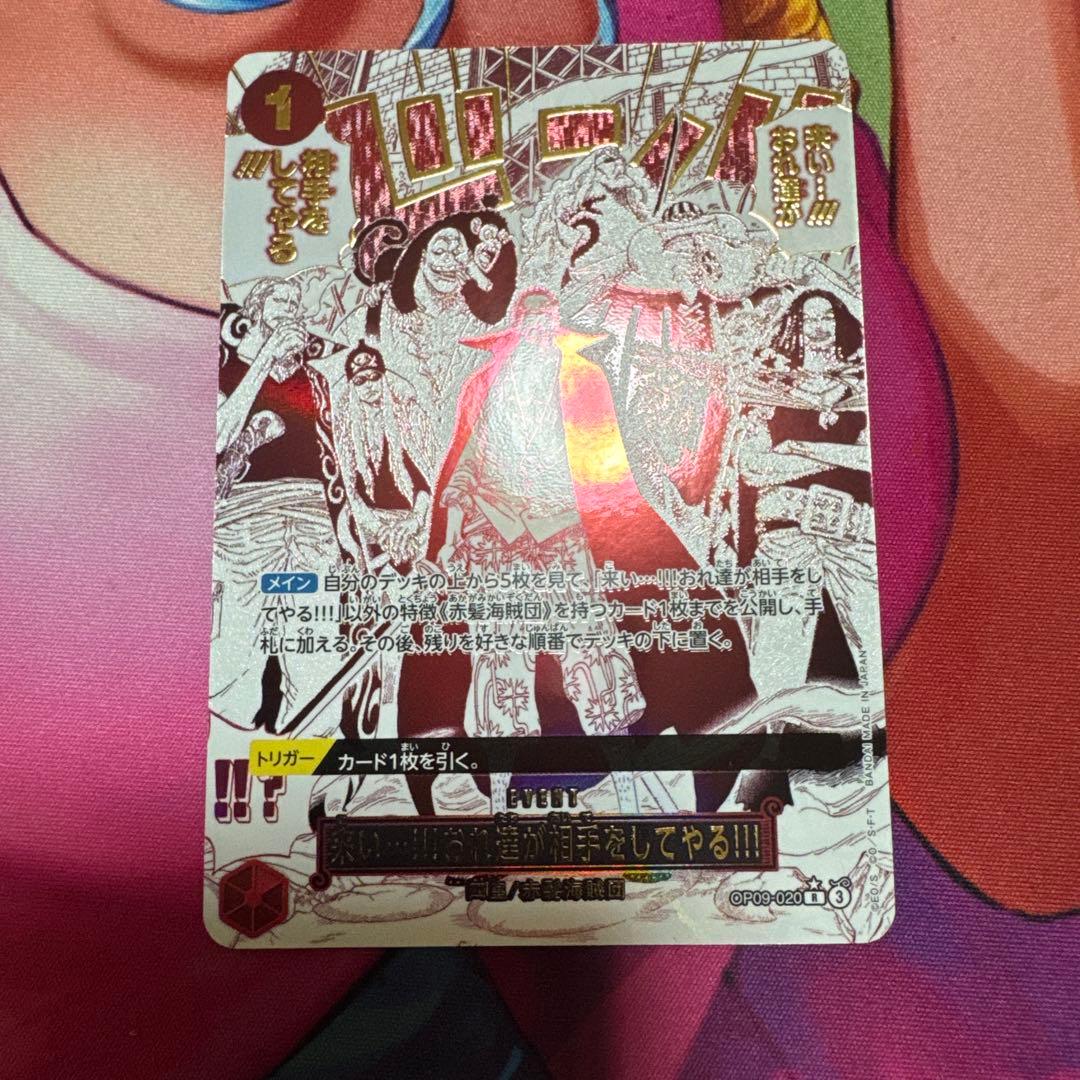 1
ドンッ
来い…!!!
おれ達が
相手を
してやる
!!!
メイン 自分のデッキの上から5枚を見て、「来い…!!!おれ達が相手をし
てやる!!!」以外の特徴《赤髪海賊団》を持つカード1枚までを公開し、手
札に加える。その後、残りを好きな順番でデッキの下に置く。
トリガー カード1枚を引く。
!!?
EVENT
来い…!!!おれ達が相手をしてやる!!!
四皇/赤髪海賊団
OP09-020 R 3
©E.O./S. ©O./S・F・T BANDAI MADE IN JAPAN